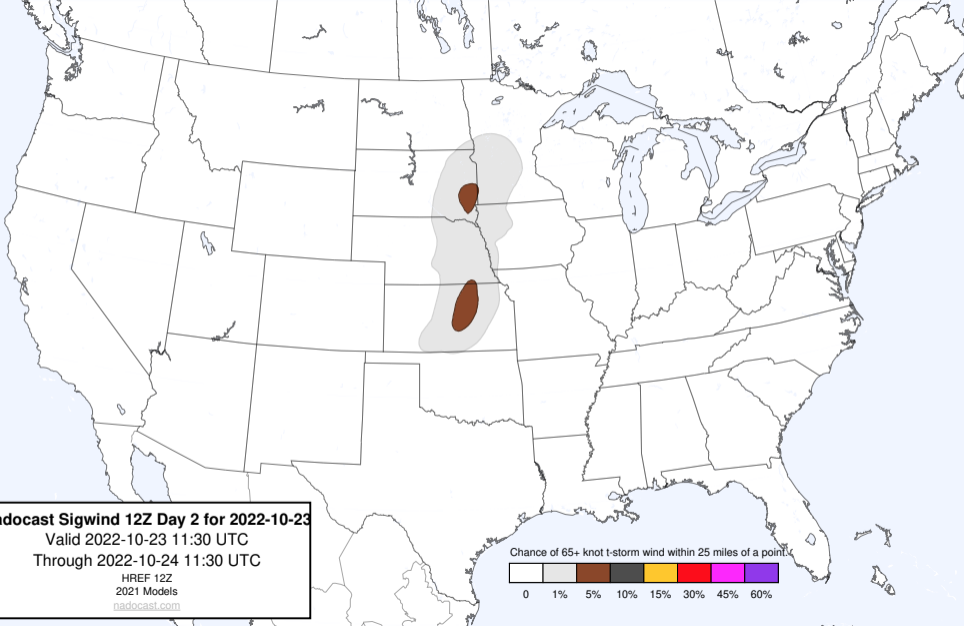 adocast Sigwind 12Z Day 2 for 2022-10-23
Valid 2022-10-23 11:30 UTC
Through 2022-10-24 11:30 UTC
HREF 12Z
2021 Models
nadocast.com
Chance of 65+ knot t-storm wind within 25 miles of a point.
0 1% 5% 10% 15% 30% 45% 60%